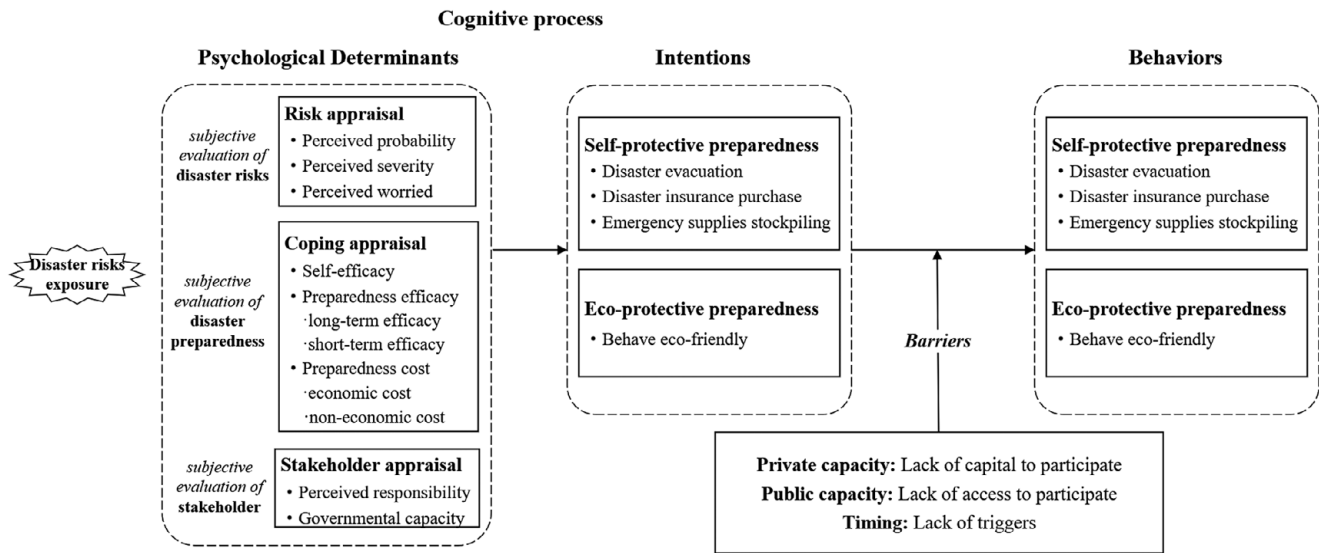 Cognitive process
Psychological Determinants
Intentions
Behaviors
Disaster risks
exposure
subjective
evaluation of
disaster risks
Risk appraisal
• Perceived probability
• Perceived severity
• Perceived worried
subjective
evaluation of
disaster
preparedness
Coping appraisal
• Self-efficacy
• Preparedness efficacy
·long-term efficacy
·short-term efficacy
• Preparedness cost
·economic cost
·non-economic cost
subjective
evaluation of
stakeholder
Stakeholder appraisal
• Perceived responsibility
• Governmental capacity
Self-protective preparedness
• Disaster evacuation
• Disaster insurance purchase
• Emergency supplies stockpiling
Eco-protective preparedness
• Behave eco-friendly
Barriers
Private capacity: Lack of capital to participate
Public capacity: Lack of access to participate
Timing: Lack of triggers
Self-protective preparedness
• Disaster evacuation
• Disaster insurance purchase
• Emergency supplies stockpiling
Eco-protective preparedness
• Behave eco-friendly